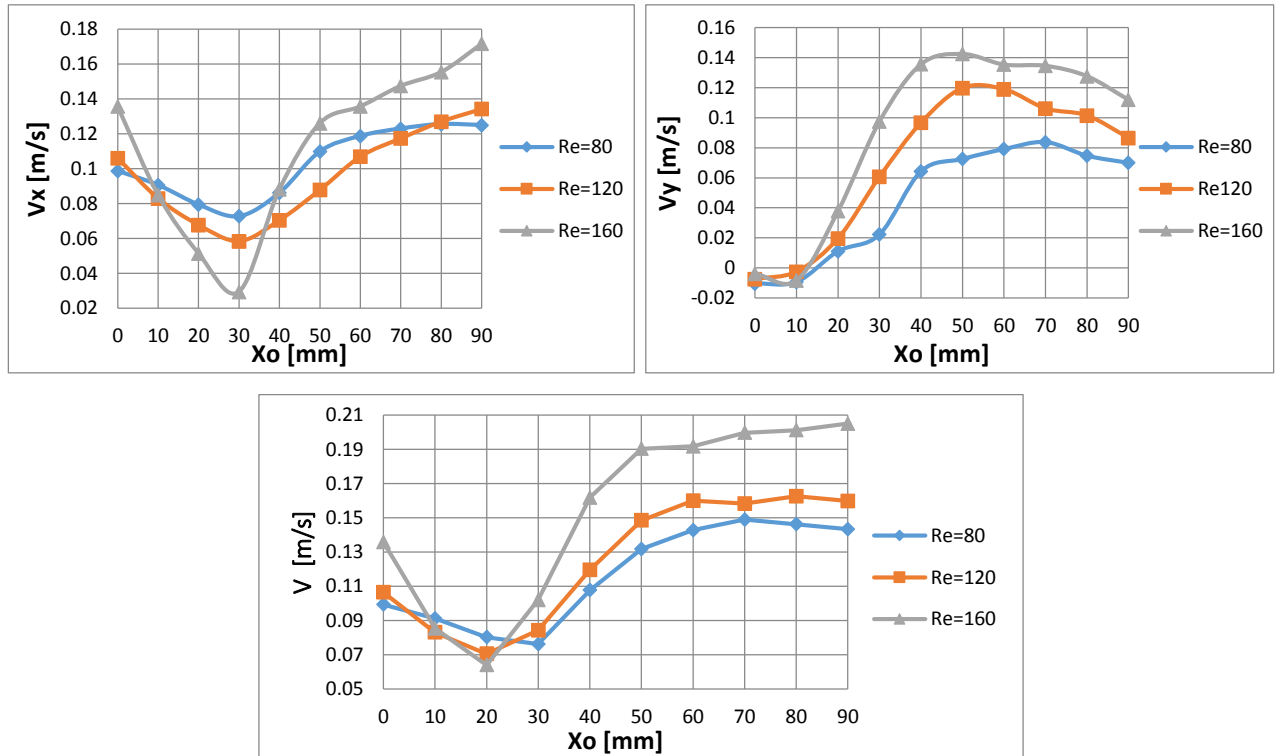 0.18
0.16
0.14
0.12
0.1
0.08
0.06
0.04
0.02
Vx [m/s]
0 10 20 30 40 50 60 70 80 90
Xo [mm]
Re=80
Re=120
Re=160
0.16
0.14
0.12
0.1
0.08
0.06
0.04
0.02
0
-0.02
Vy [m/s]
0 10 20 30 40 50 60 70 80 90
Xo [mm]
Re=80
Re120
Re=160
0.21
0.19
0.17
0.15
0.13
0.11
0.09
0.07
0.05
V [m/s]
0 10 20 30 40 50 60 70 80 90
Xo [mm]
Re=80
Re=120
Re=160